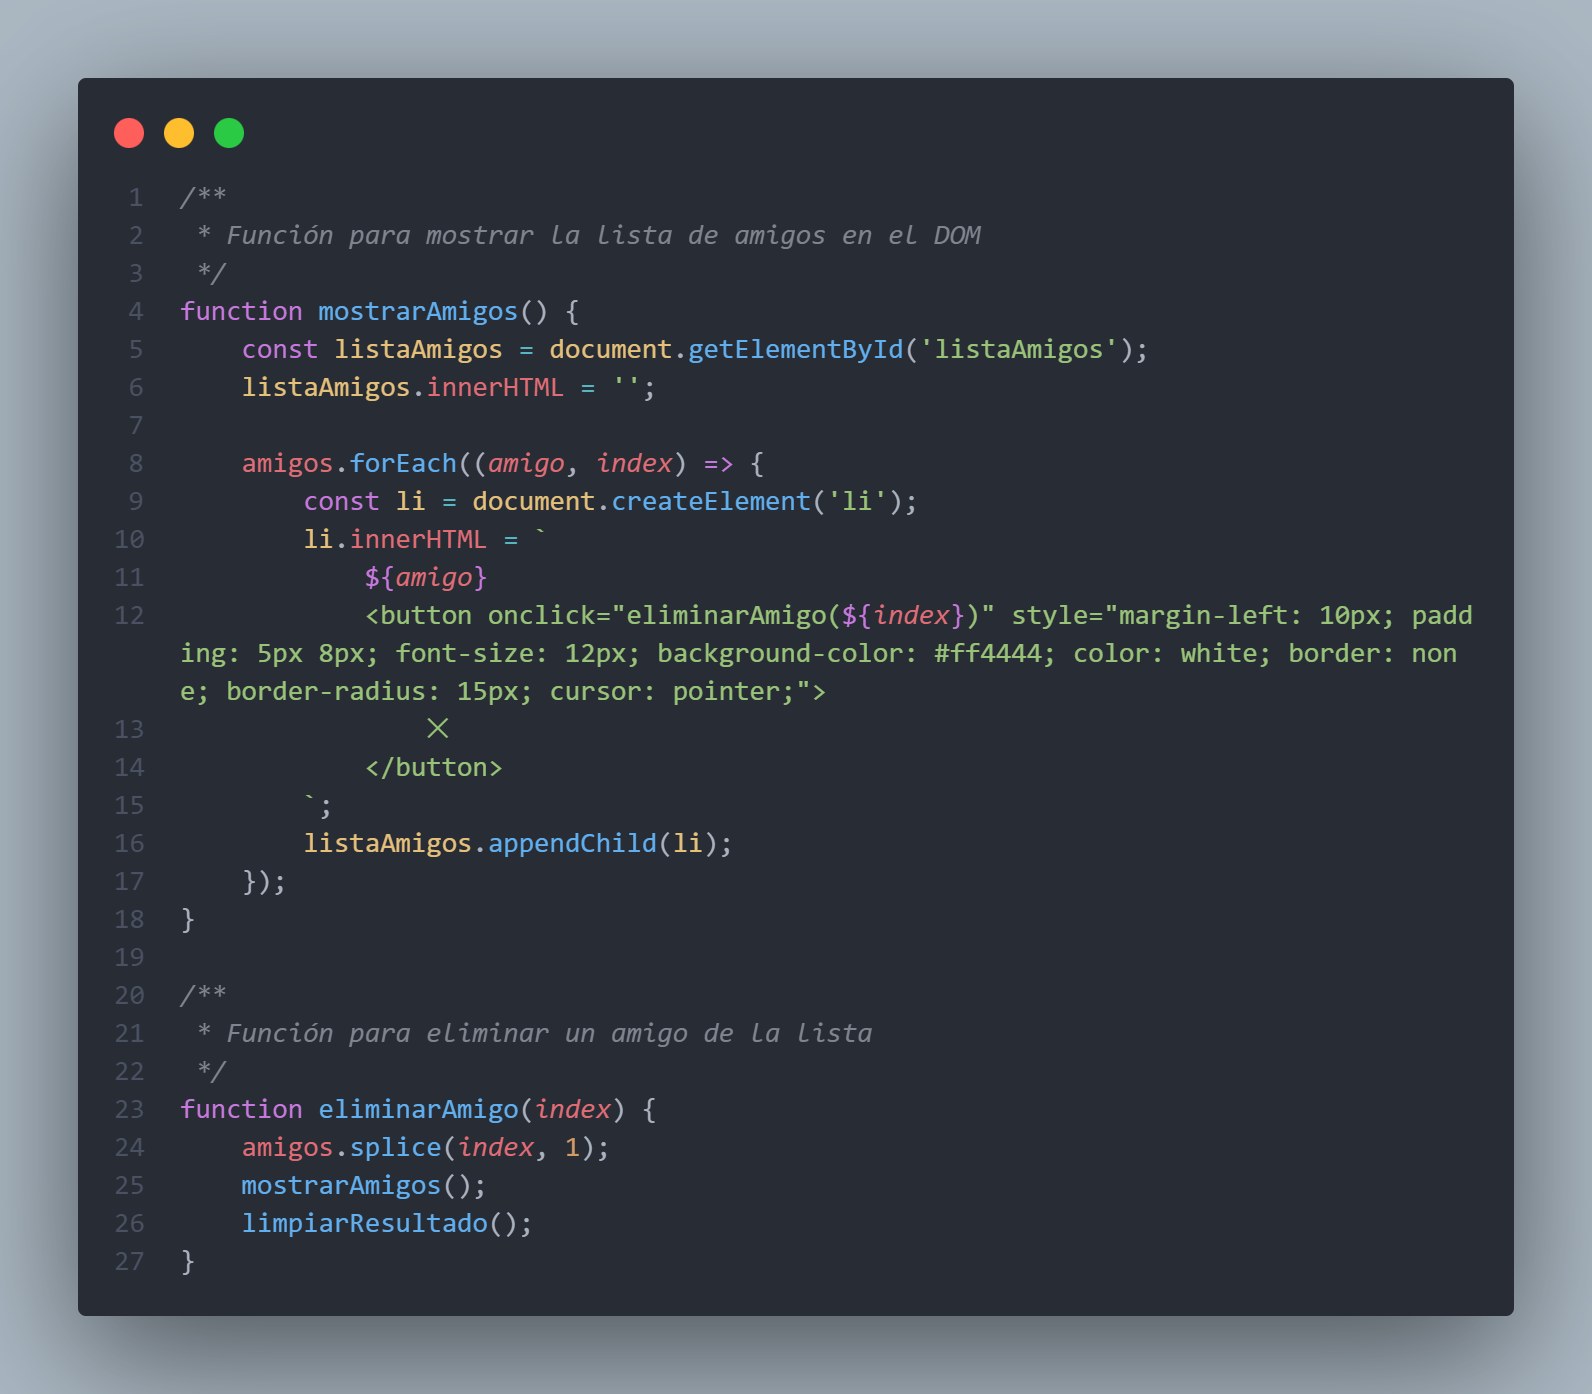 1 /**
2  * Función para mostrar la lista de amigos en el DOM
3  */
4 function mostrarAmigos() {
5     const listaAmigos = document.getElementById('listaAmigos');
6     listaAmigos.innerHTML = '';
7
8     amigos.forEach((amigo, index) => {
9         const li = document.createElement('li');
10         li.innerHTML = `
11             ${amigo}
12             <button onclick="eliminarAmigo(${index})" style="margin-left: 10px; padd
ing: 5px 8px; font-size: 12px; background-color: #ff4444; color: white; border: non
e; border-radius: 15px; cursor: pointer;">
13                 ✕
14             </button>
15         `;
16         listaAmigos.appendChild(li);
17     });
18 }
19
20 /**
21  * Función para eliminar un amigo de la lista
22  */
23 function eliminarAmigo(index) {
24     amigos.splice(index, 1);
25     mostrarAmigos();
26     limpiarResultado();
27 }